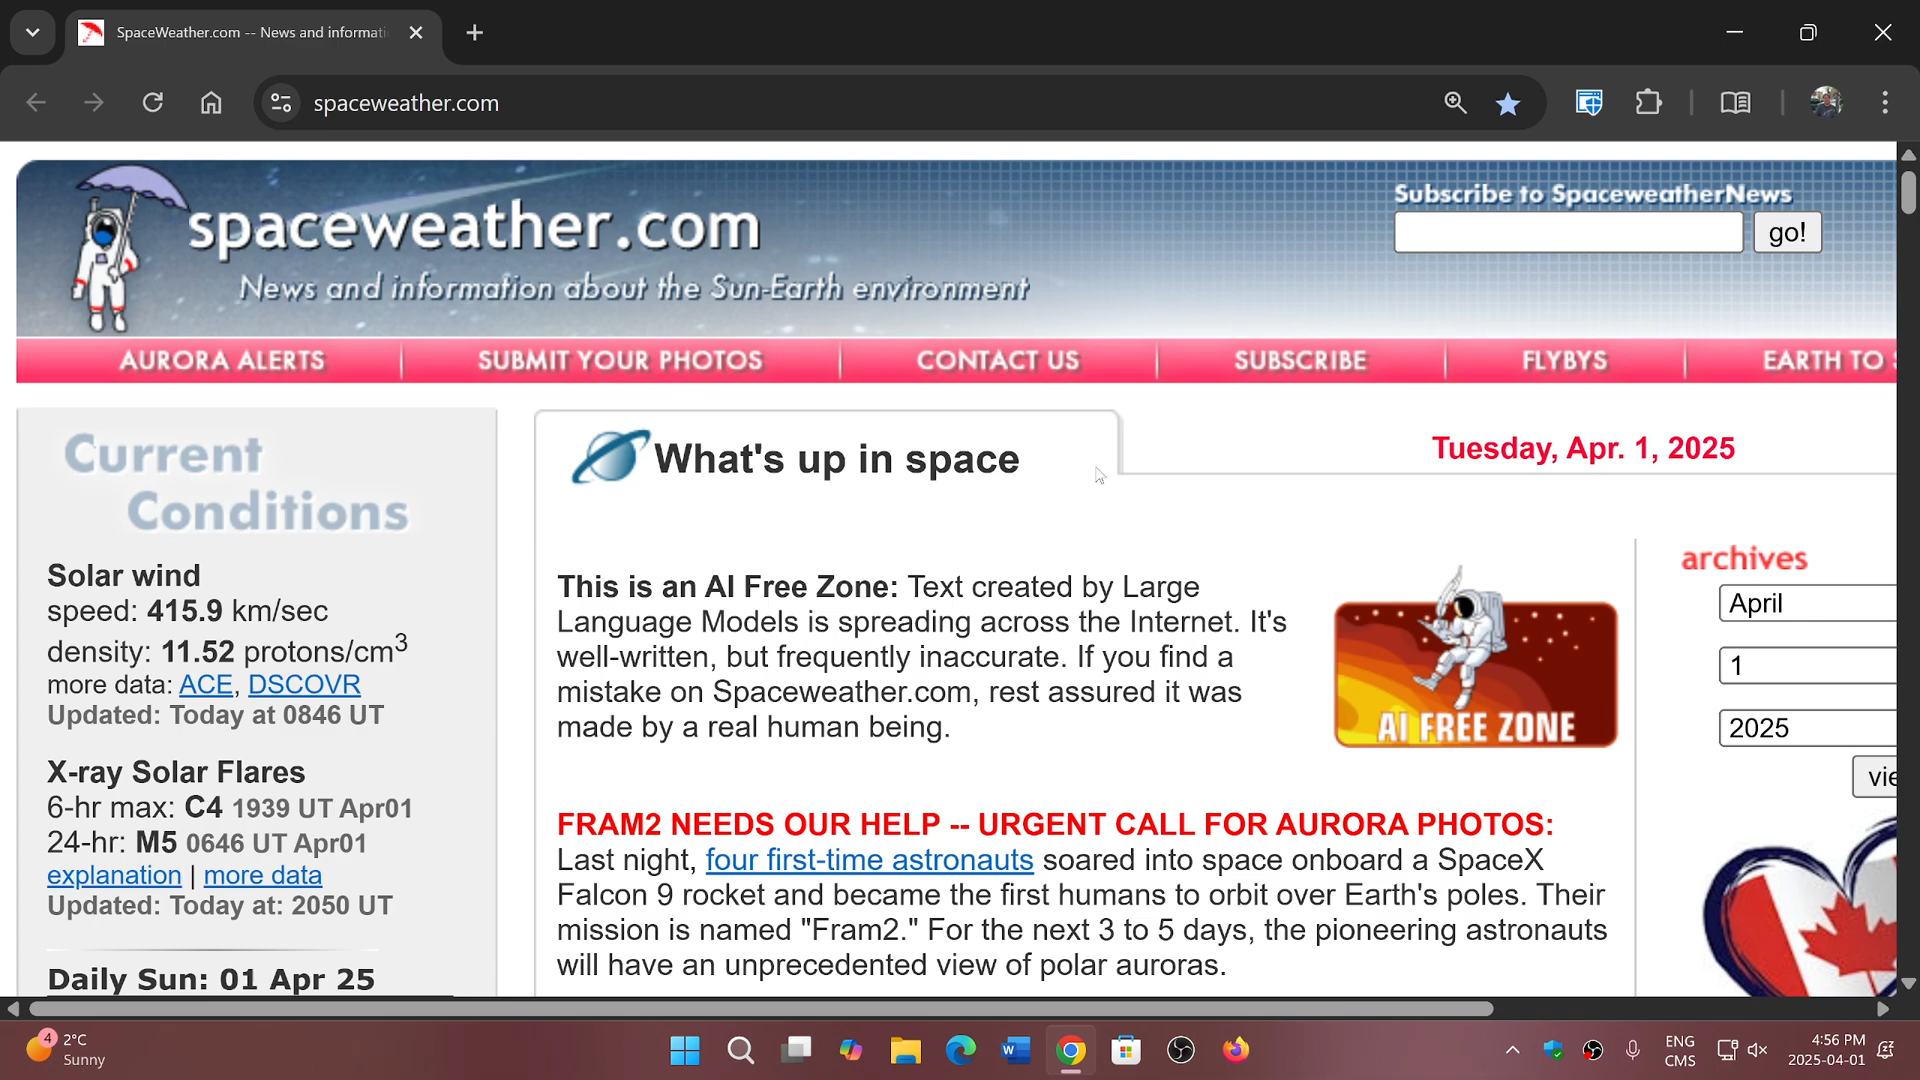 SpaceWeather.com -- News and informati
spaceweather.com
spaceweather.com
News and information about the Sun-Earth environment
Subscribe to SpaceweatherNews
go!
AURORA ALERTS
SUBMIT YOUR PHOTOS
CONTACT US
SUBSCRIBE
FLYBYS
EARTH TO
Current
Conditions
Solar wind
speed: 415.9 km/sec
density: 11.52 protons/cm3
more data: ACE, DSCOVR
Updated: Today at 0846 UT
X-ray Solar Flares
6-hr max: C4 1939 UT Apr01
24-hr: M5 0646 UT Apr01
explanation | more data
Updated: Today at: 2050 UT
Daily Sun: 01 Apr 25
What's up in space
Tuesday, Apr. 1, 2025
This is an AI Free Zone: Text created by Large
Language Models is spreading across the Internet. It's
well-written, but frequently inaccurate. If you find a
mistake on Spaceweather.com, rest assured it was
made by a real human being.
AI FREE ZONE
FRAM2 NEEDS OUR HELP -- URGENT CALL FOR AURORA PHOTOS:
Last night, four first-time astronauts soared into space onboard a SpaceX
Falcon 9 rocket and became the first humans to orbit over Earth's poles. Their
mission is named "Fram2." For the next 3 to 5 days, the pioneering astronauts
will have an unprecedented view of polar auroras.
archives
April
1
2025
vie
4
2°C
Sunny
W
ENG
CMS
4:56 PM
2025-04-01